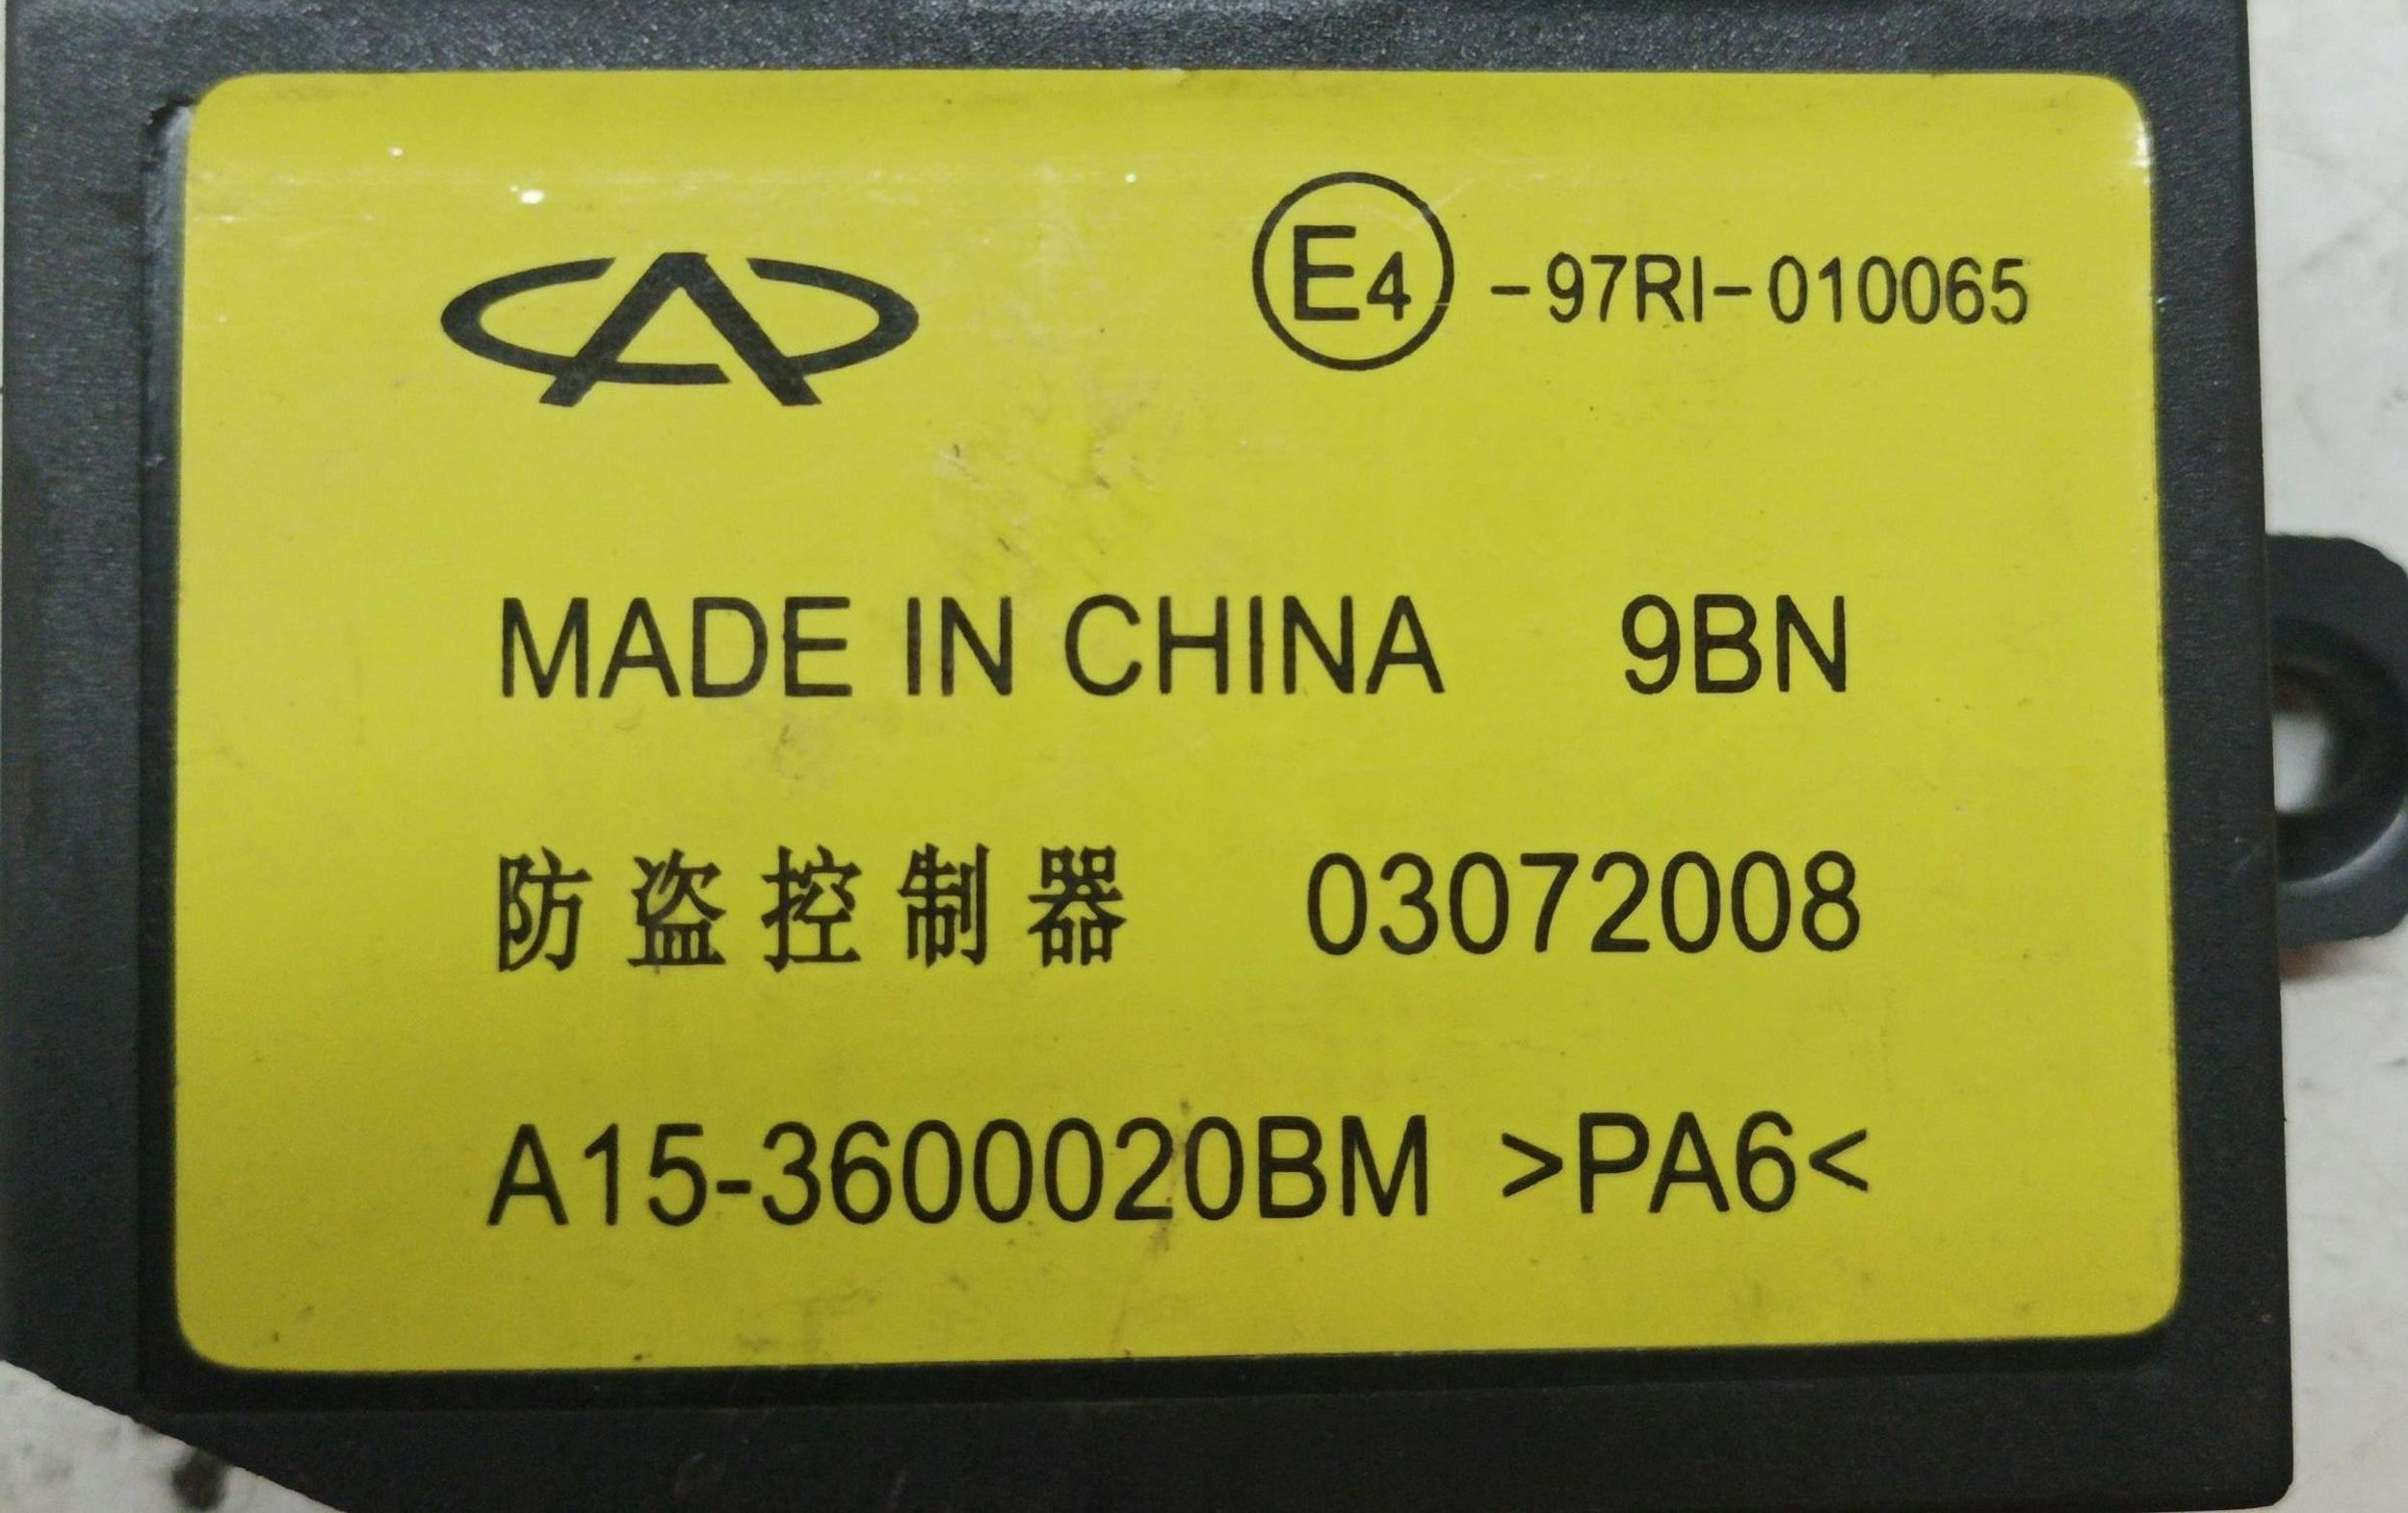 E4 -97RI-010065
MADE IN CHINA 9BN
防盗控制器 03072008
A15-3600020BM >PA6<